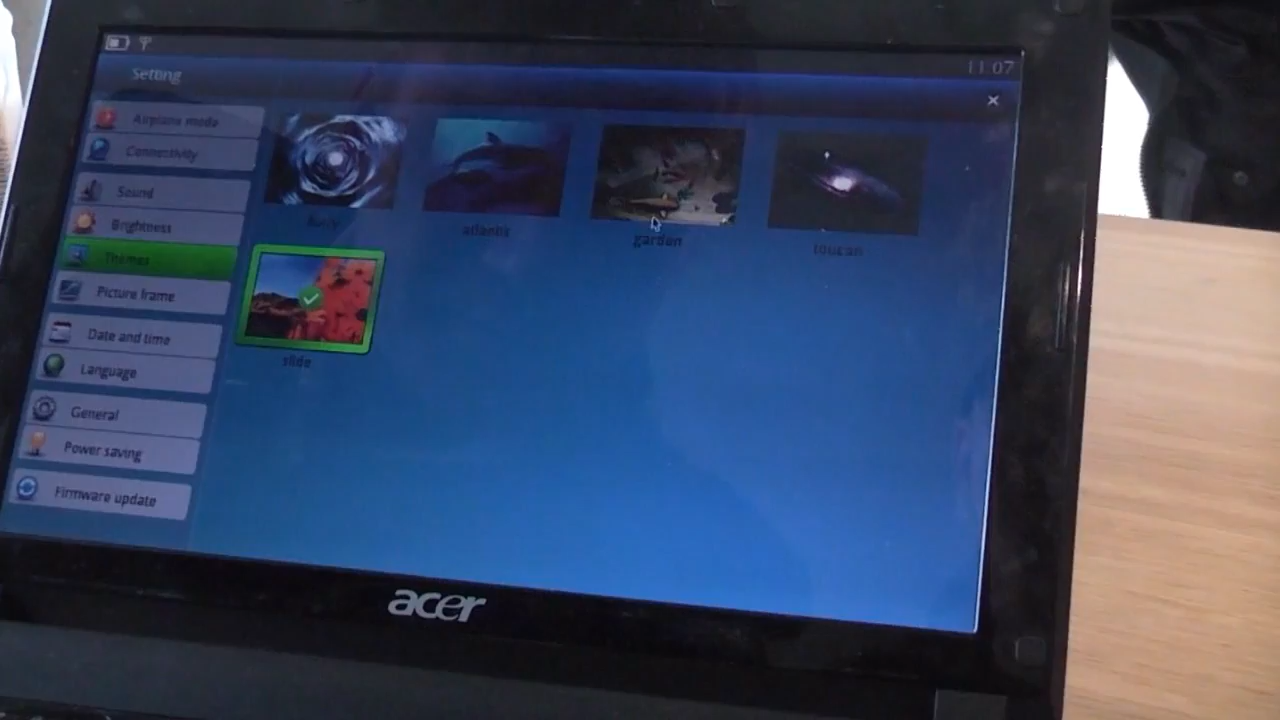 11:07
Setting
×
Airplane mode
Connectivity
Sound
Brightness
Themes
Picture frame
Date and time
Language
General
Power saving
Firmware update
flurry
atlantis
garden
toucan
slide
acer